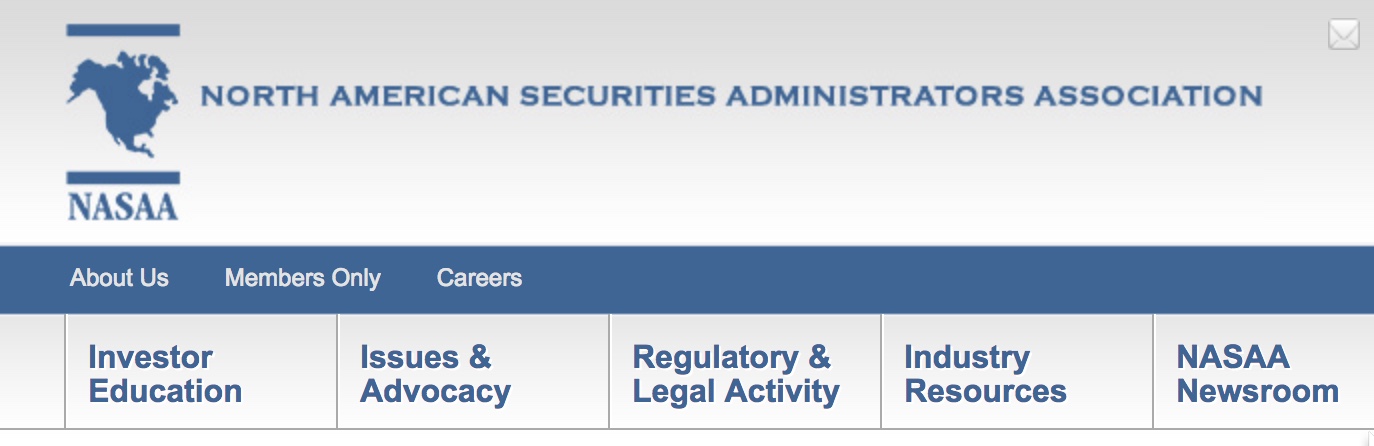 NORTH AMERICAN SECURITIES ADMINISTRATORS ASSOCIATION
NASAA
About Us Members Only Careers
Investor
Education
Issues &
Advocacy
Regulatory &
Legal Activity
Industry
Resources
NASAA
Newsroom